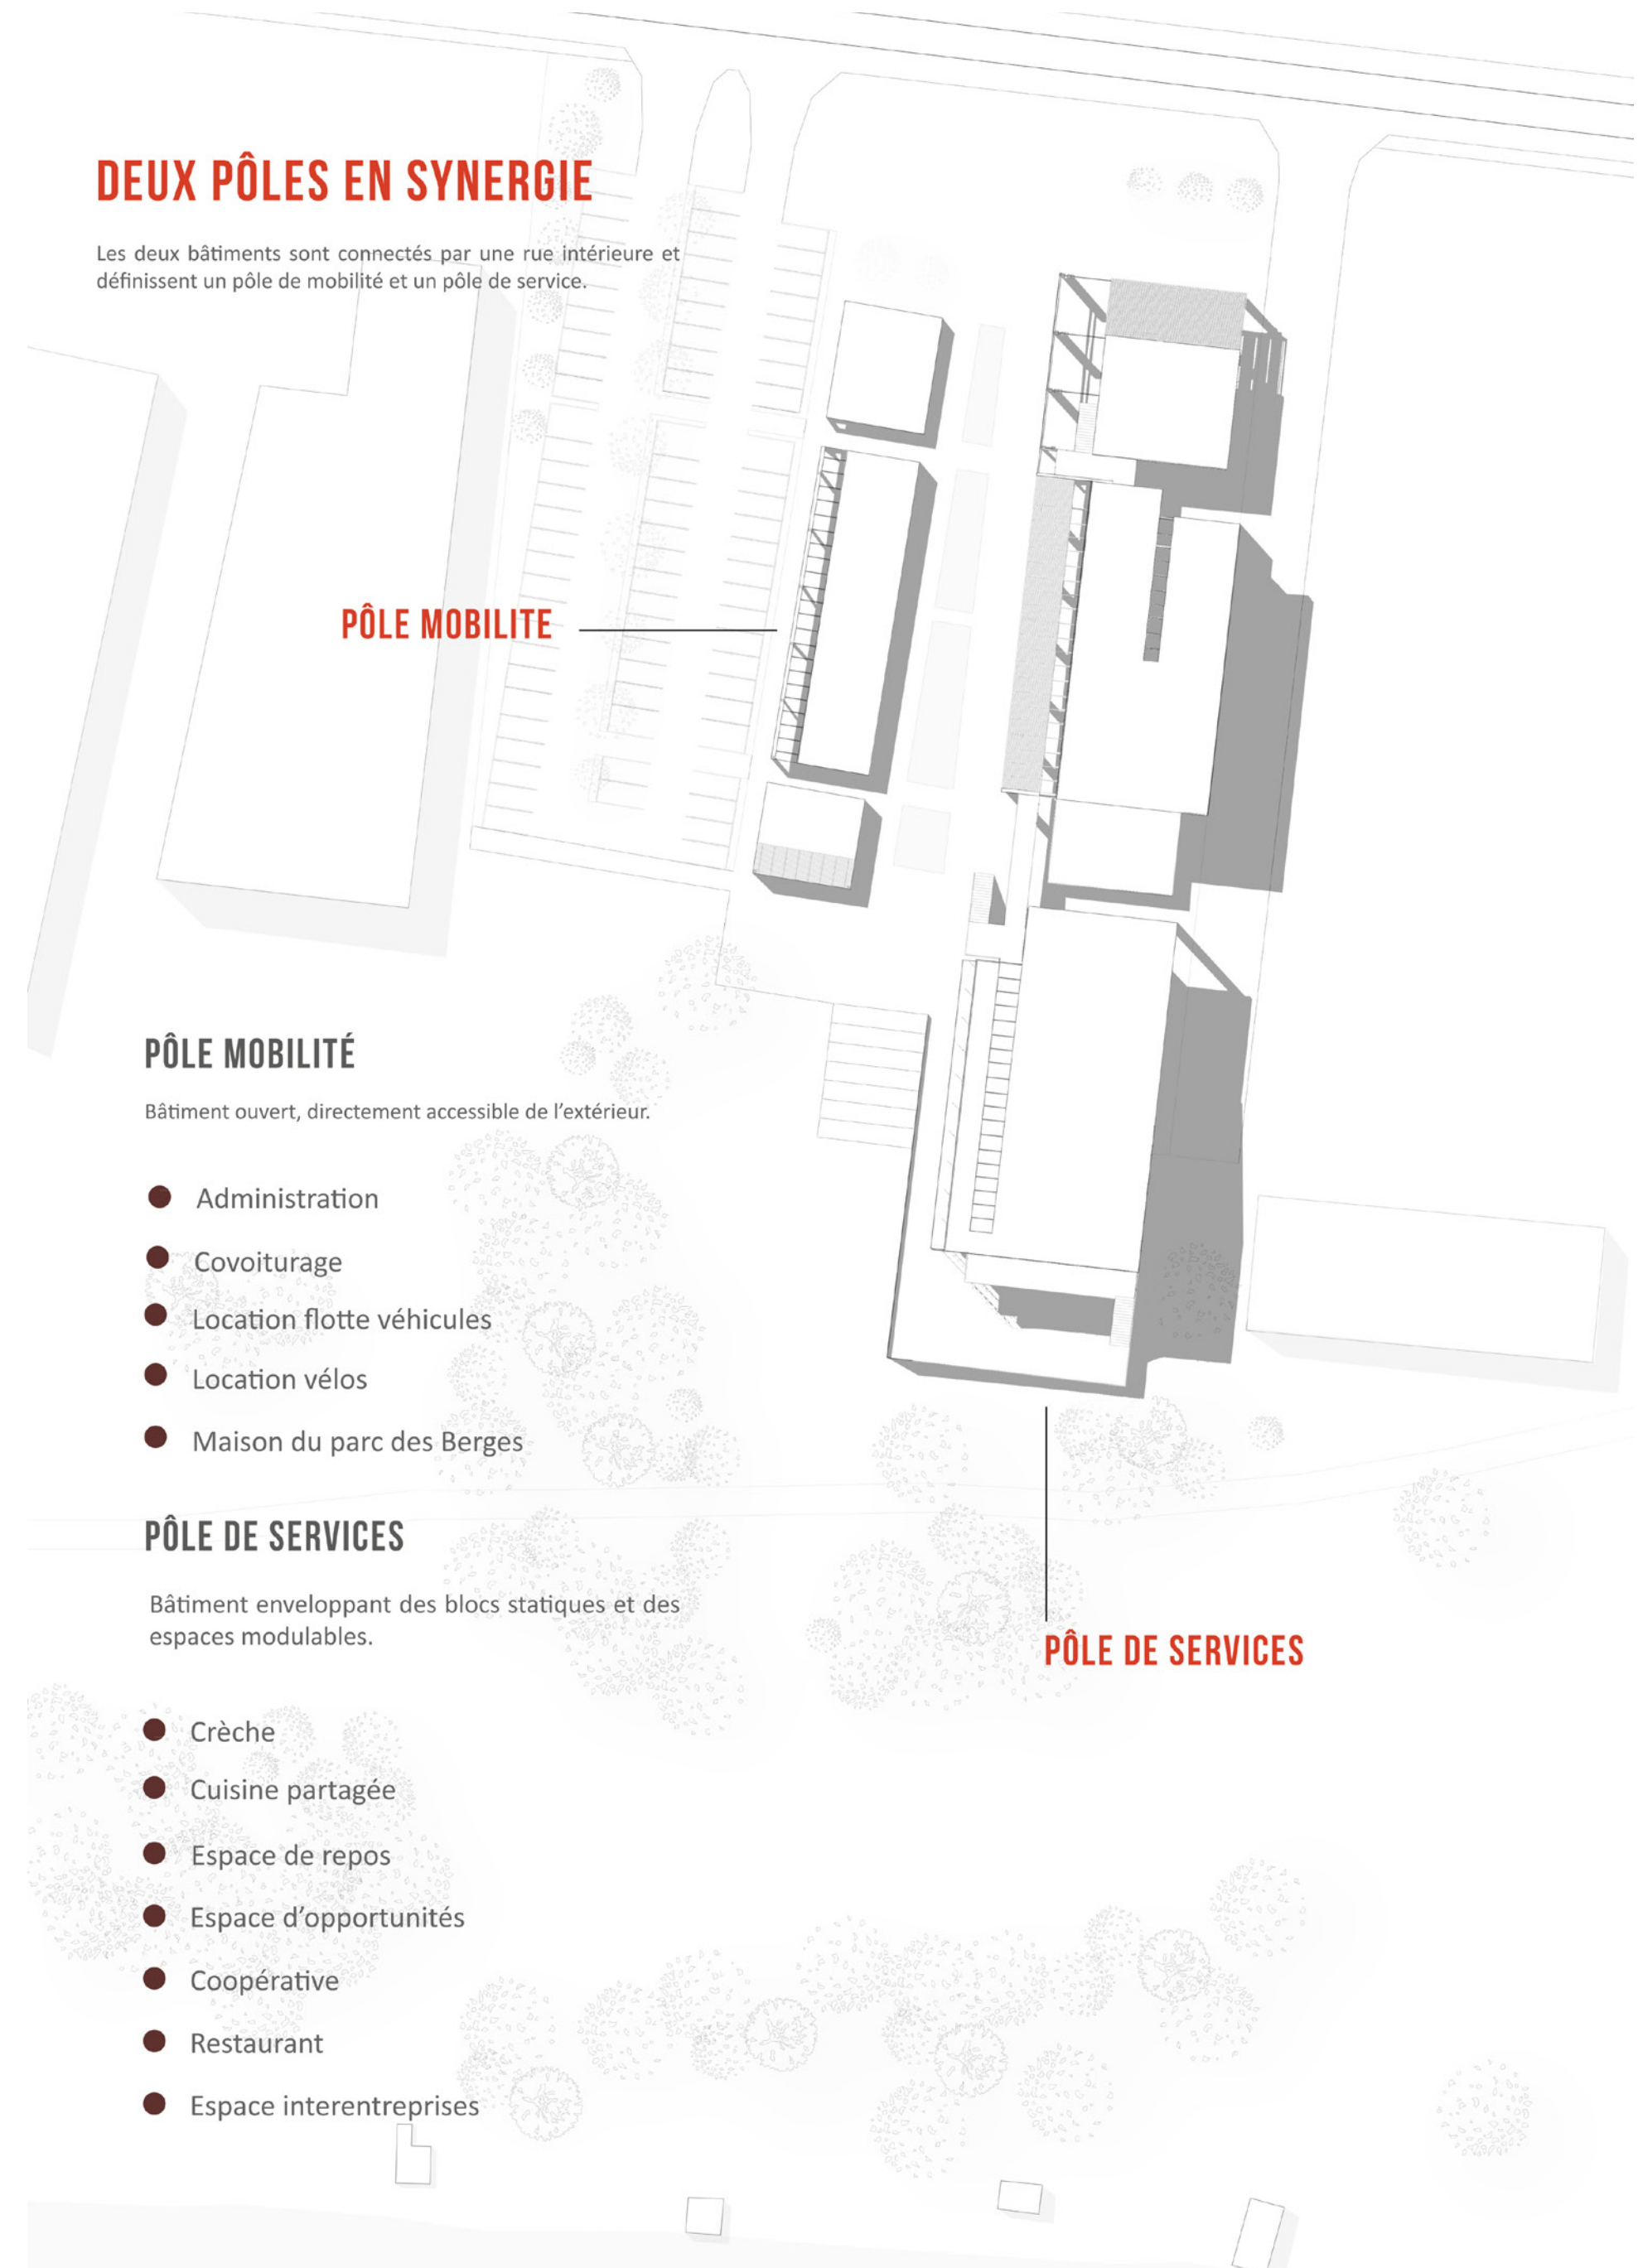 DEUX PÔLES EN SYNERGIE
Les deux bâtiments sont connectés par une rue intérieure et
définissent un pôle de mobilité et un pôle de service.
PÔLE MOBILITE
PÔLE MOBILITÉ
Bâtiment ouvert, directement accessible de l’extérieur.
Administration
Covoiturage
Location flotte véhicules
Location vélos
Maison du parc des Berges
PÔLE DE SERVICES
Bâtiment enveloppant des blocs statiques et des
espaces modulables.
PÔLE DE SERVICES
Crèche
Cuisine partagée
Espace de repos
Espace d’opportunités
Coopérative
Restaurant
Espace interentreprises